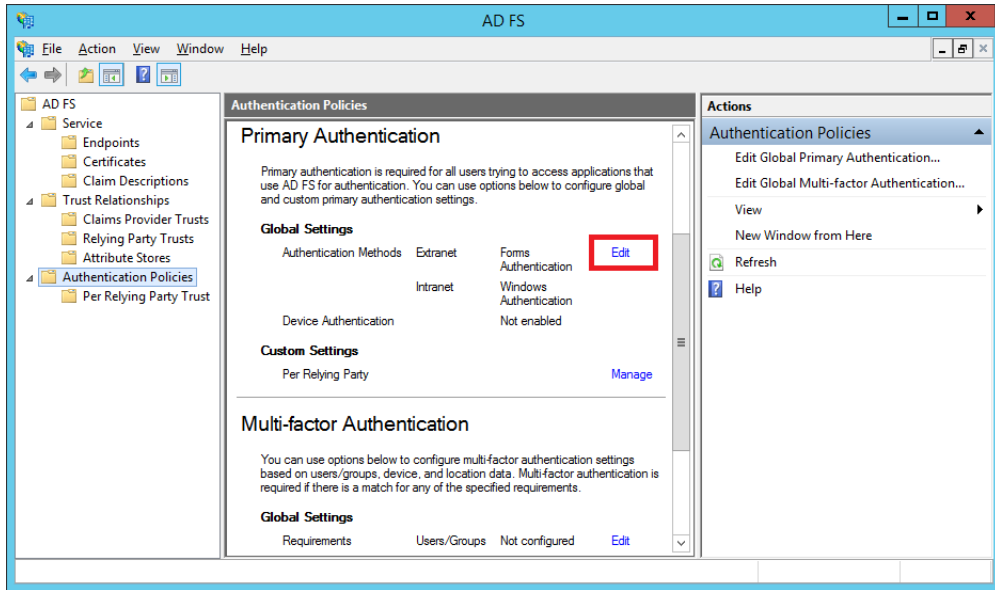 AD FS
File Action View Window Help
AD FS
Service
Endpoints
Certificates
Claim Descriptions
Trust Relationships
Claims Provider Trusts
Relying Party Trusts
Attribute Stores
Authentication Policies
Per Relying Party Trust
Authentication Policies
Primary Authentication
Primary authentication is required for all users trying to access applications that
use AD FS for authentication. You can use options below to configure global
and custom primary authentication settings.
Global Settings
Authentication Methods Extranet Forms Edit
Authentication
Intranet Windows
Authentication
Device Authentication Not enabled
Custom Settings
Per Relying Party Manage
Multi-factor Authentication
You can use options below to configure multi-factor authentication settings
based on users/groups, device, and location data. Multi-factor authentication is
required if there is a match for any of the specified requirements.
Global Settings
Requirements Users/Groups Not configured Edit
Actions
Authentication Policies
Edit Global Primary Authentication...
Edit Global Multi-factor Authentication...
View
New Window from Here
Refresh
Help